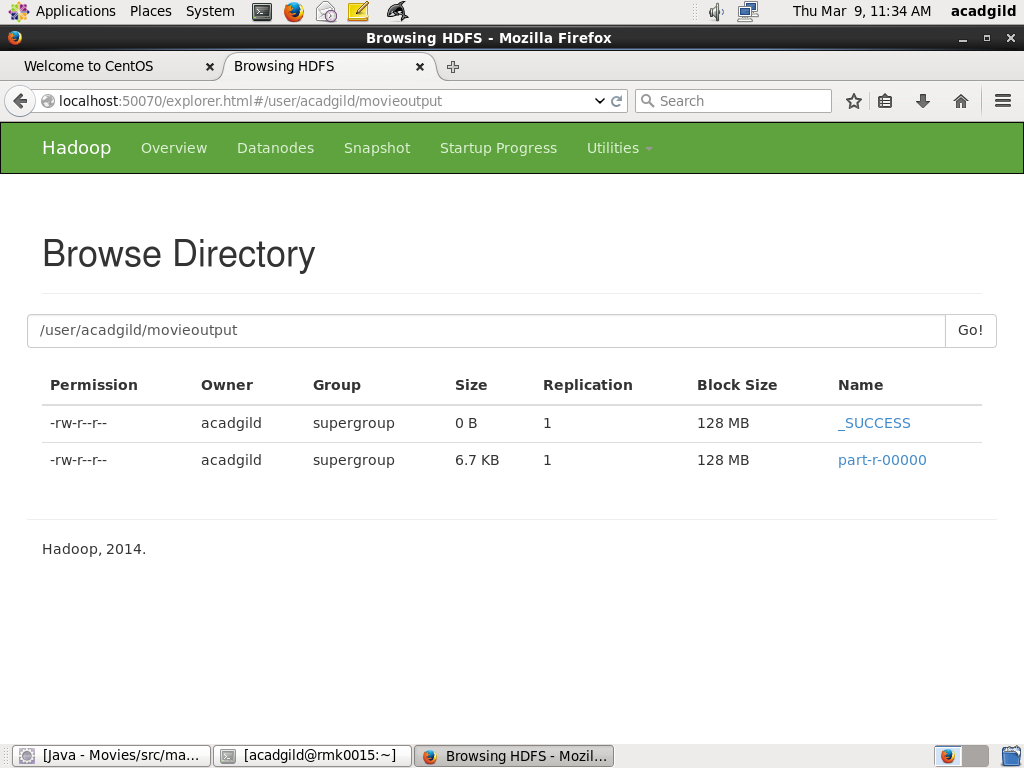 Applications Places System Thu Mar 9, 11:34 AM acadgild
Browsing HDFS - Mozilla Firefox
Welcome to CentOS Browsing HDFS
localhost:50070/explorer.html#/user/acadgild/movieoutput Search
Hadoop Overview Datanodes Snapshot Startup Progress Utilities
Browse Directory
/user/acadgild/movieoutput Go!
Permission Owner Group Size Replication Block Size Name
-rw-r--r-- acadgild supergroup 0 B 1 128 MB _SUCCESS
-rw-r--r-- acadgild supergroup 6.7 KB 1 128 MB part-r-00000
Hadoop, 2014.
[Java - Movies/src/ma... [acadgild@rmk0015:~] Browsing HDFS - Mozil...